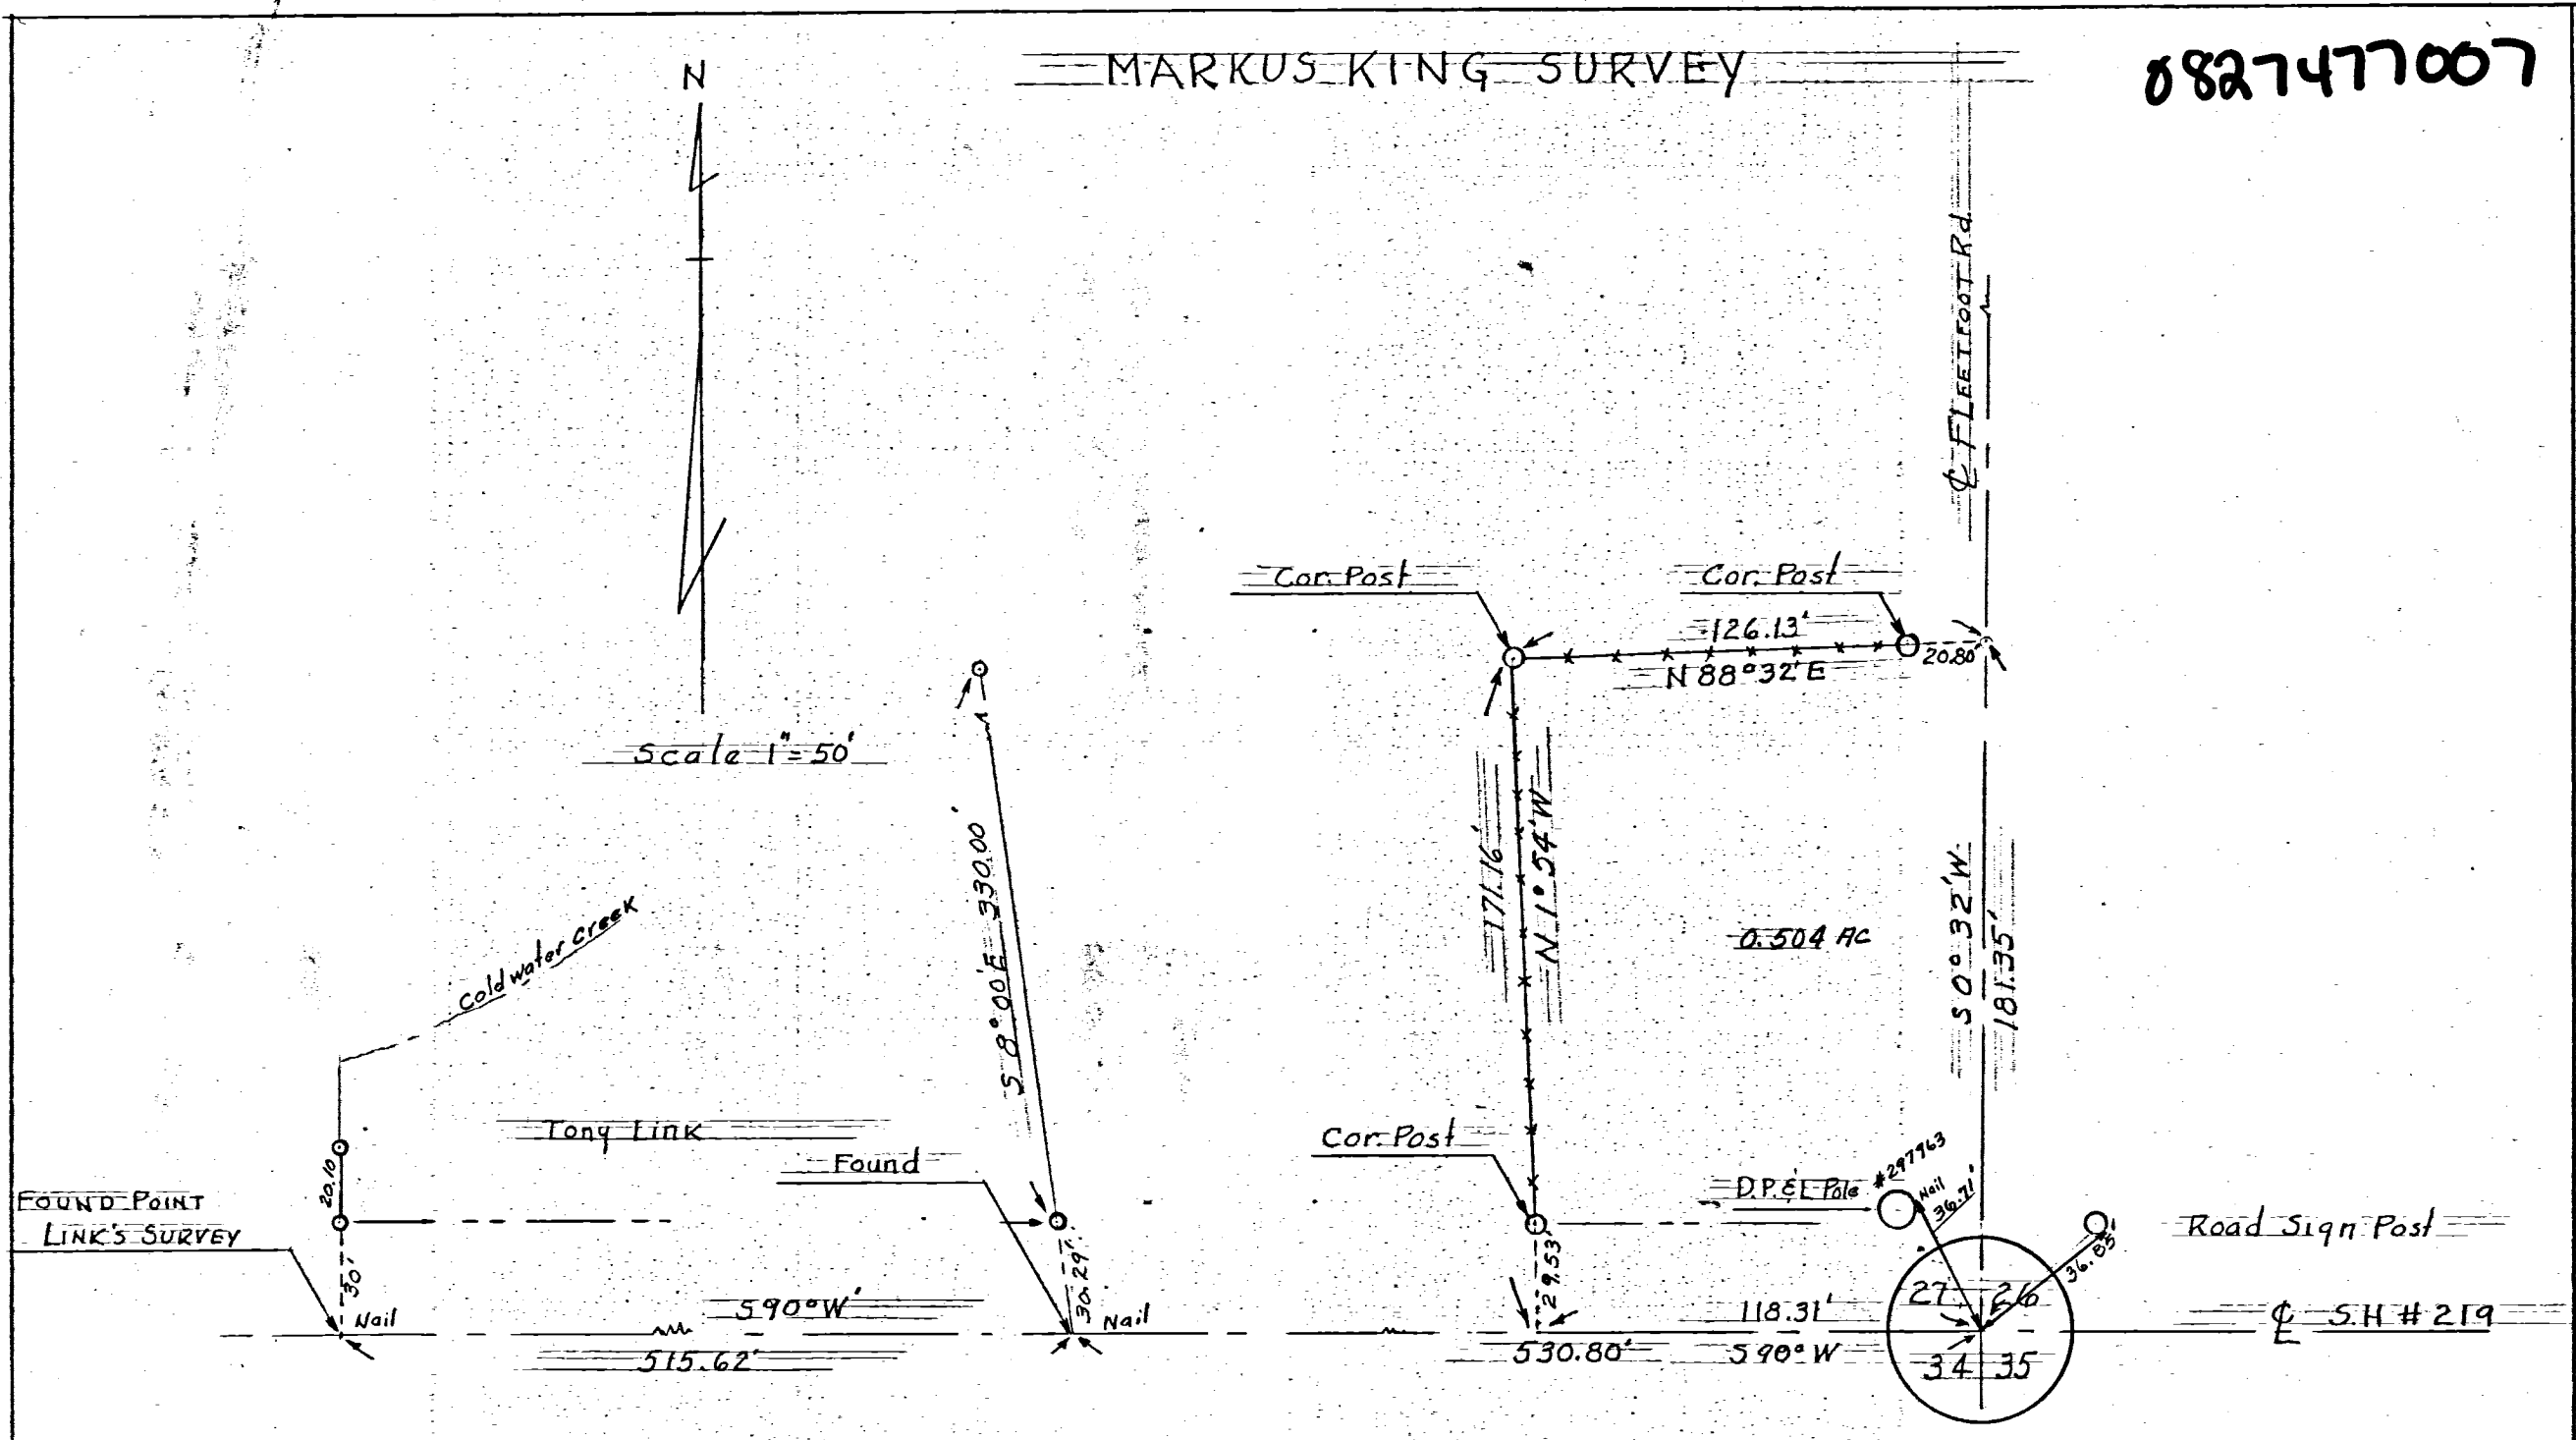 MARKUS KING SURVEY
0827477007
N
℄ FLEETFOOT Rd.
Cor. Post
Cor. Post
126.13'
N 88°32'E
20.80'
Scale 1"=50'
171.16'
N 1°54'W
S 8°00'E 330.00'
0.504 AC
S 0°32'W
181.35'
Coldwater Creek
Tony Link
Found
Cor. Post
D.P.&L Pole #297963
Nail
36.71'
20.10
FOUND POINT
LINK'S SURVEY
30'
Nail
S90°W
515.62'
30.29'
Nail
29.53'
118.31'
530.80'
S90°W
27 26
34 35
36.85'
Road Sign Post
℄ S.H #219